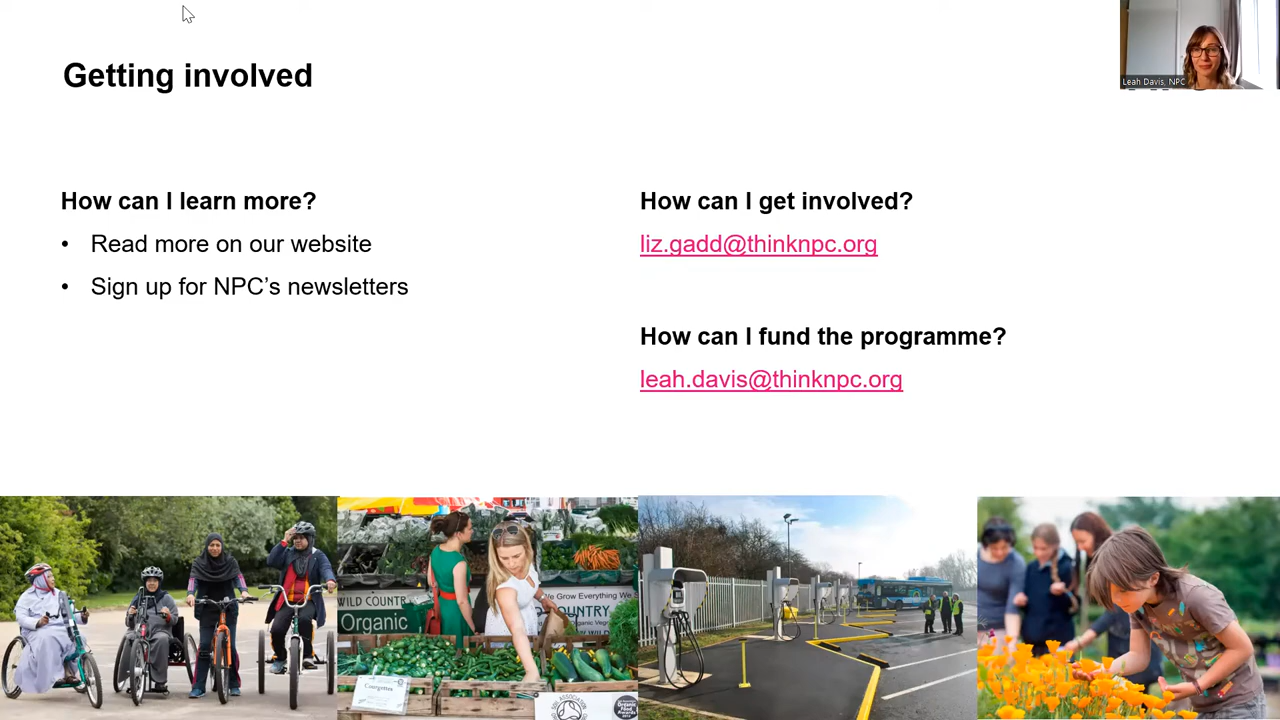 Getting involved
Leah Davis, NPC
How can I learn more?
• Read more on our website
• Sign up for NPC’s newsletters
How can I get involved?
liz.gadd@thinknpc.org
How can I fund the programme?
leah.davis@thinknpc.org
WILD COUNTR
Organic
We Grow Everything We
COUNTRY
Courgettes